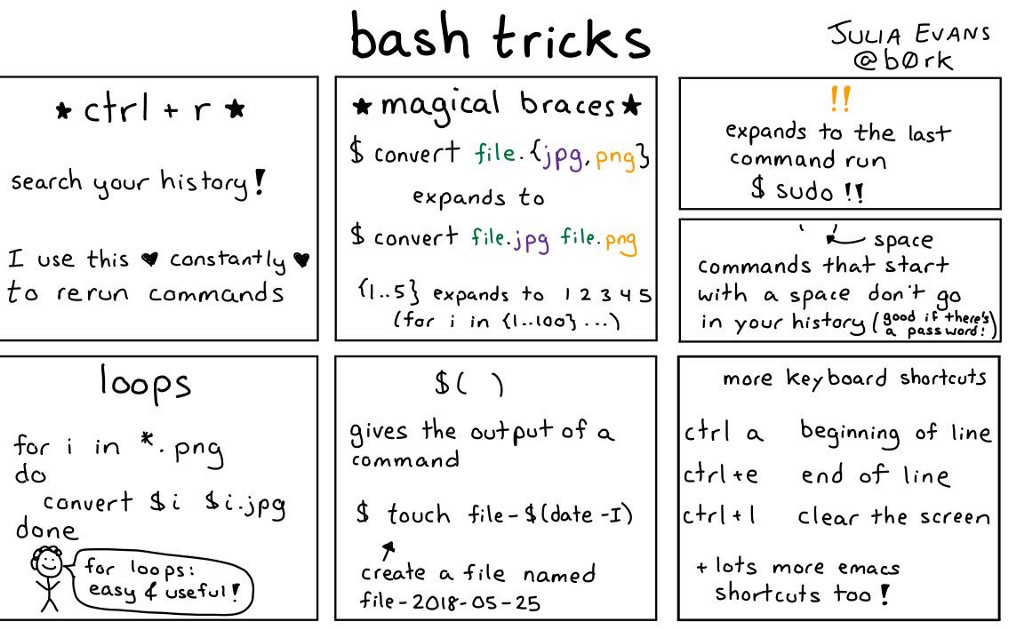 bash tricks
JULIA EVANS
@b0rk
★ ctrl + r ★
search your history!
I use this ♥ constantly ♥
to rerun commands
★ magical braces ★
$ convert file.{jpg,png}
expands to
$ convert file.jpg file.png
{1..5} expands to 1 2 3 4 5
(for i in {1..100} ...)
!!
expands to the last
command run
$ sudo !!
' ' ← space
commands that start
with a space don't go
in your history (good if there's
a password!)
loops
for i in *.png
do
convert $i $i.jpg
done
for loops:
easy & useful!
$( )
gives the output of a
command
$ touch file-$(date -I)
create a file named
file-2018-05-25
more keyboard shortcuts
ctrl a beginning of line
ctrl+e end of line
ctrl+l clear the screen
+ lots more emacs
shortcuts too!